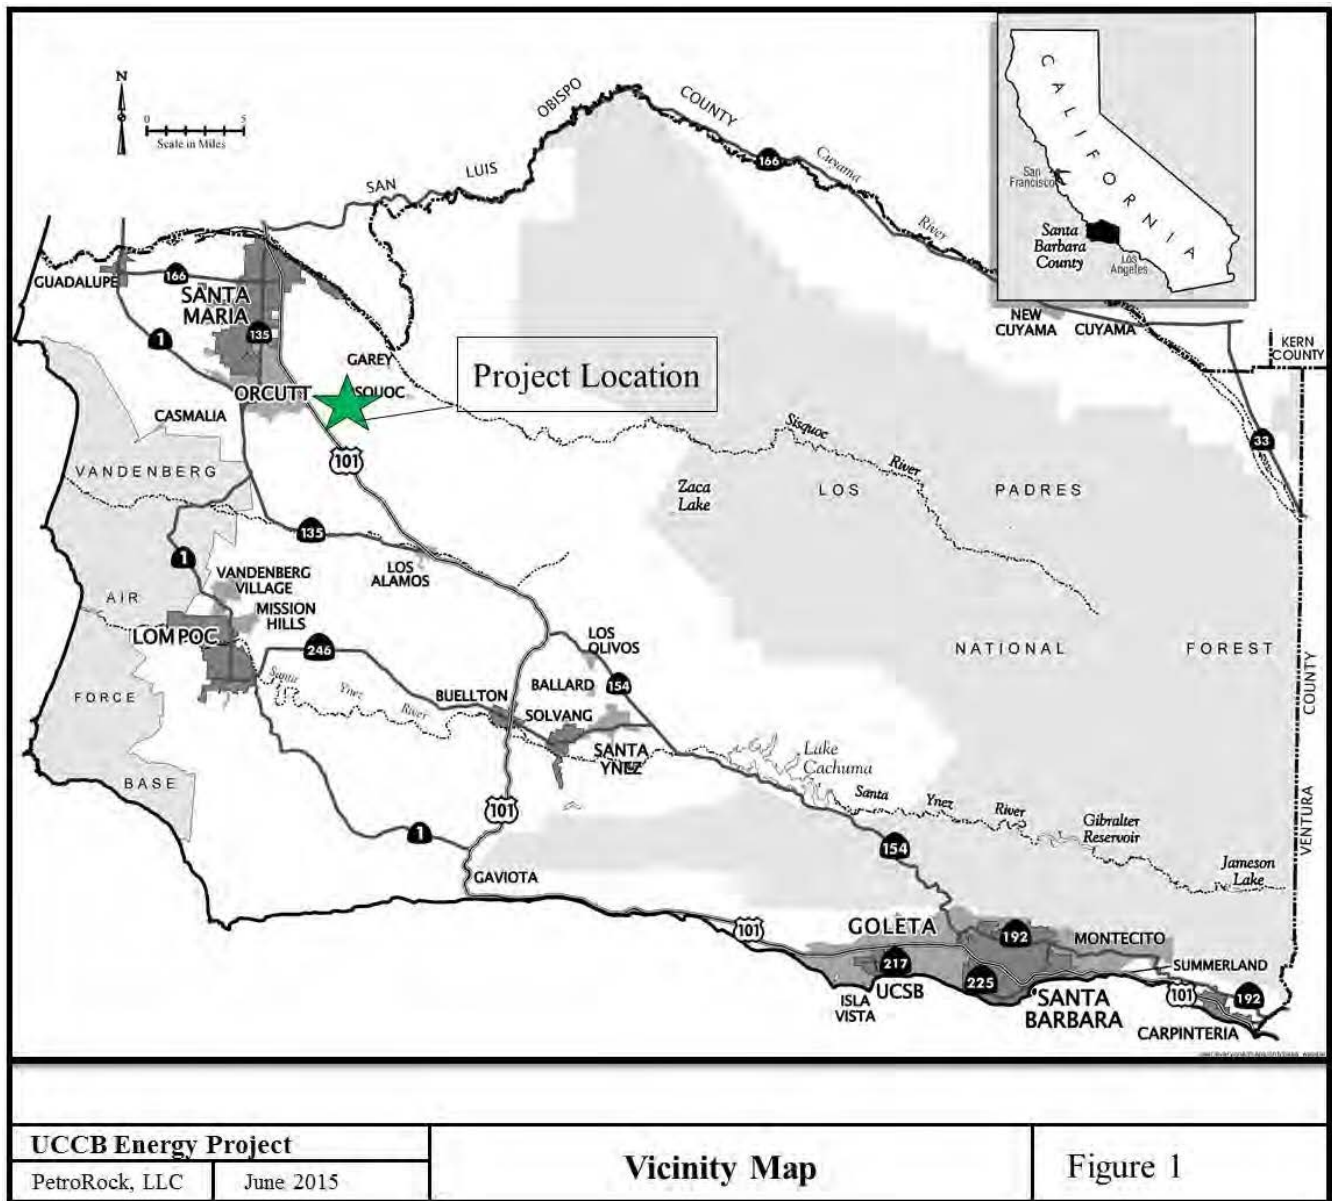 N
0 5
Scale in Miles
SAN LUIS OBISPO COUNTY
166
Cuyama
River
CALIFORNIA
San
Francisco
Santa
Barbara
County
Los
Angeles
GUADALUPE
166
SANTA
MARIA
135
1
NEW
CUYAMA
CUYAMA
KERN
COUNTY
GAREY
SQUOC
Project Location
ORCUTT
CASMALIA
101
33
Sisquoc
River
VANDENBERG
Zaca
Lake
LOS PADRES
135
1
LOS
ALAMOS
VANDENBERG
VILLAGE
AIR
MISSION
HILLS
LOMPOC
246
LOS
OLIVOS
NATIONAL FOREST
BALLARD
154
Santa Ynez River
FORCE
BUELLTON
SOLVANG
SANTA
YNEZ
Lake
Cachuma
BASE
101
Santa Ynez River
VENTURA COUNTY
1
154
Gibralter
Reservoir
Jameson
Lake
GAVIOTA
101
GOLETA
192
MONTECITO
217
UCSB
225
SUMMERLAND
ISLA
VISTA
SANTA
BARBARA
101
192
CARPINTERIA
UCCB Energy Project
PetroRock, LLC
June 2015
Vicinity Map
Figure 1